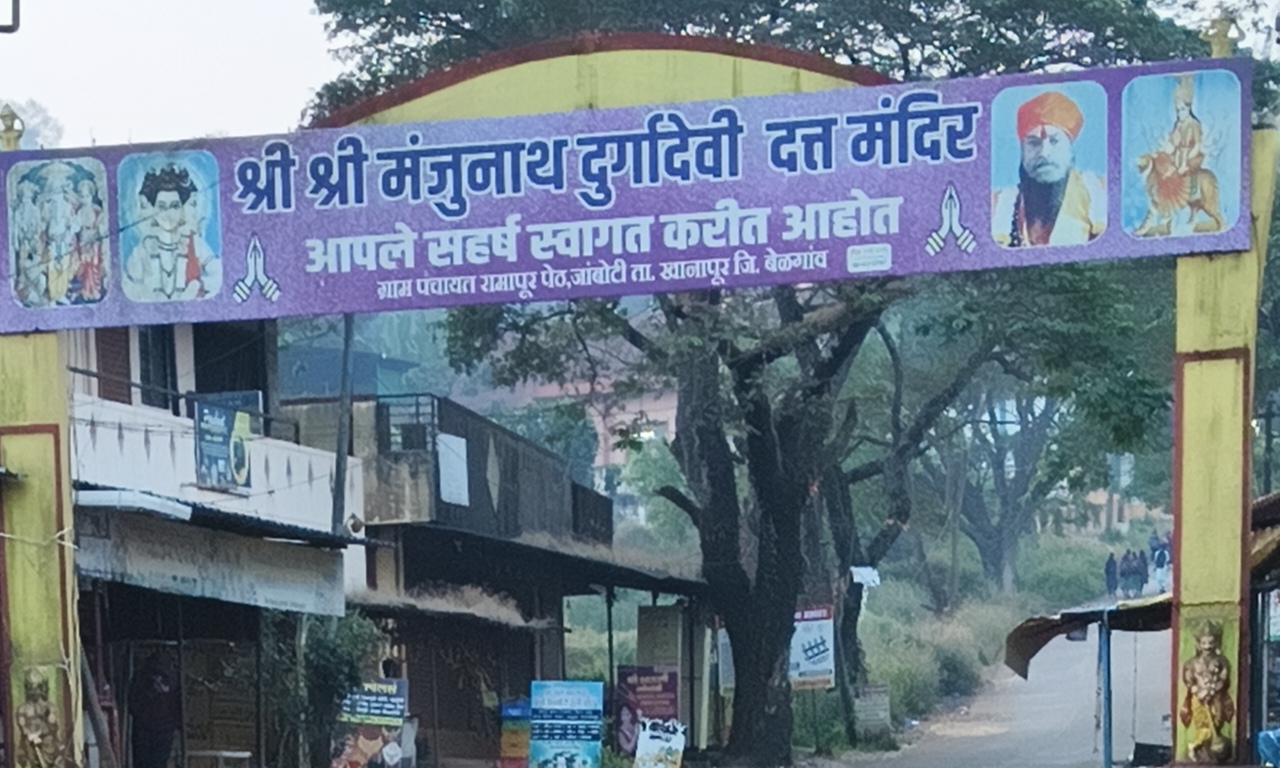 श्री श्री मंजुनाथ दुर्गादेवी दत्त मंदिर
आपले सहर्ष स्वागत करीत आहोत
ग्राम पंचायत रामापूर पेठ,जांबोटी ता. खानापूर जि. बेळगांव